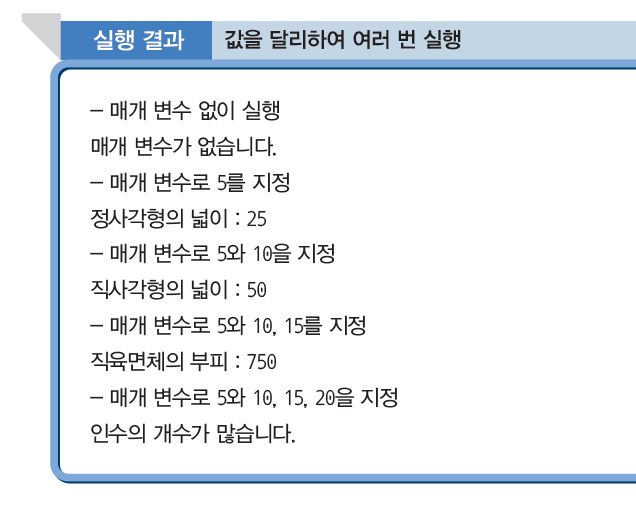 실행 결과 값을 달리하여 여러 번 실행
– 매개 변수 없이 실행
매개 변수가 없습니다.
– 매개 변수로 5를 지정
정사각형의 넓이 : 25
– 매개 변수로 5와 10을 지정
직사각형의 넓이 : 50
– 매개 변수로 5와 10, 15를 지정
직육면체의 부피 : 750
– 매개 변수로 5와 10, 15, 20을 지정
인수의 개수가 많습니다.